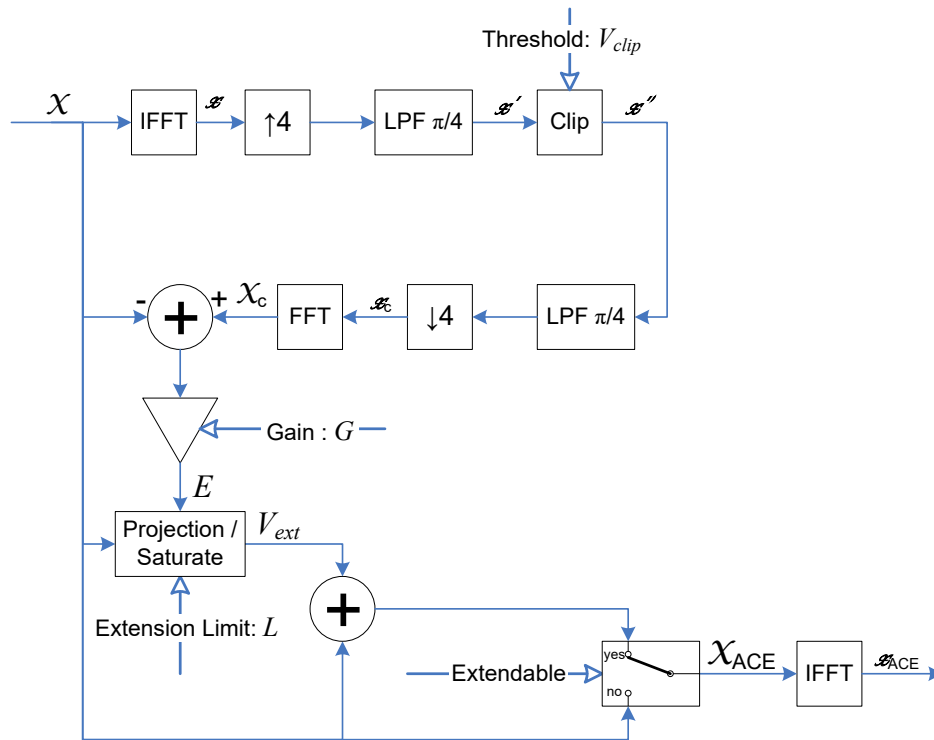 Threshold: V_clip
X
IFFT
x
↑4
LPF π/4
x′
Clip
x″
-
+
+
X_c
FFT
x_c
↓4
LPF π/4
Gain : G
E
Projection /
Saturate
V_ext
+
Extension Limit: L
Extendable
yes
no
X_ACE
IFFT
x_ACE